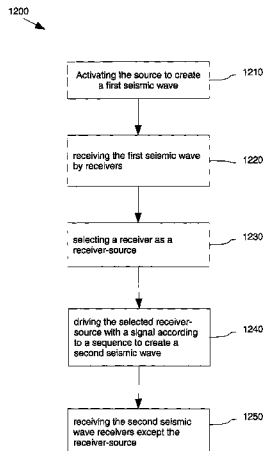 1200
Activating the source to create
a first seismic wave
1210
receiving the first seismic wave
by receivers
1220
selecting a receiver as a
receiver-source
1230
driving the selected receiver-
source with a signal according
to a sequence to create a
second seismic wave
1240
receiving the second seismic
wave receivers except the
receiver-source
1250